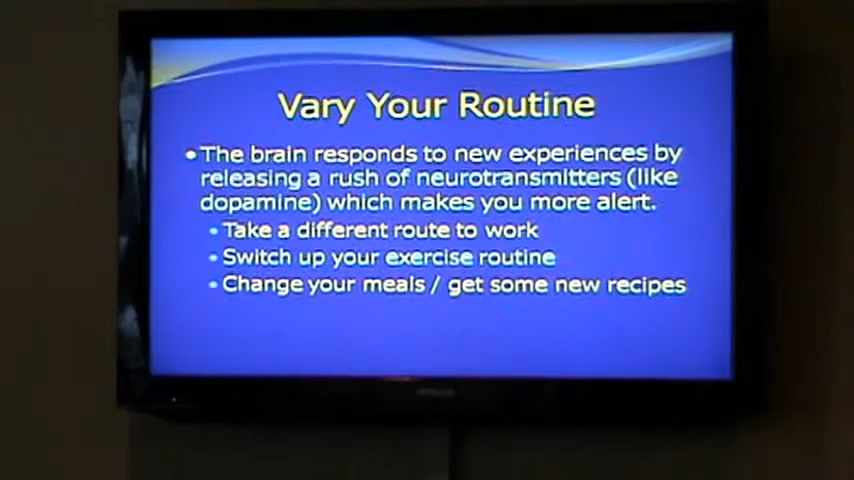 Vary Your Routine
•The brain responds to new experiences by
releasing a rush of neurotransmitters (like
dopamine) which makes you more alert.
•Take a different route to work
•Switch up your exercise routine
•Change your meals / get some new recipes